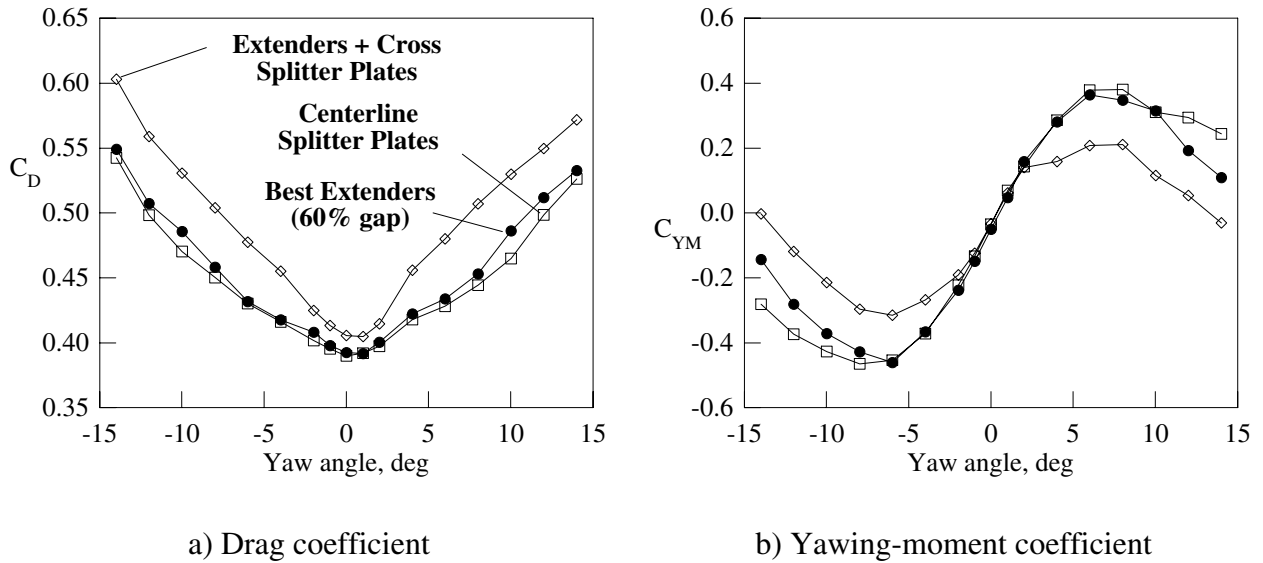 0.65
0.60
0.55
0.50
0.45
0.40
0.35
C_D
Extenders + Cross
Splitter Plates
Centerline
Splitter Plates
Best Extenders
(60% gap)
-15 -10 -5 0 5 10 15
Yaw angle, deg
a) Drag coefficient
0.6
0.4
0.2
0.0
-0.2
-0.4
-0.6
C_YM
-15 -10 -5 0 5 10 15
Yaw angle, deg
b) Yawing-moment coefficient